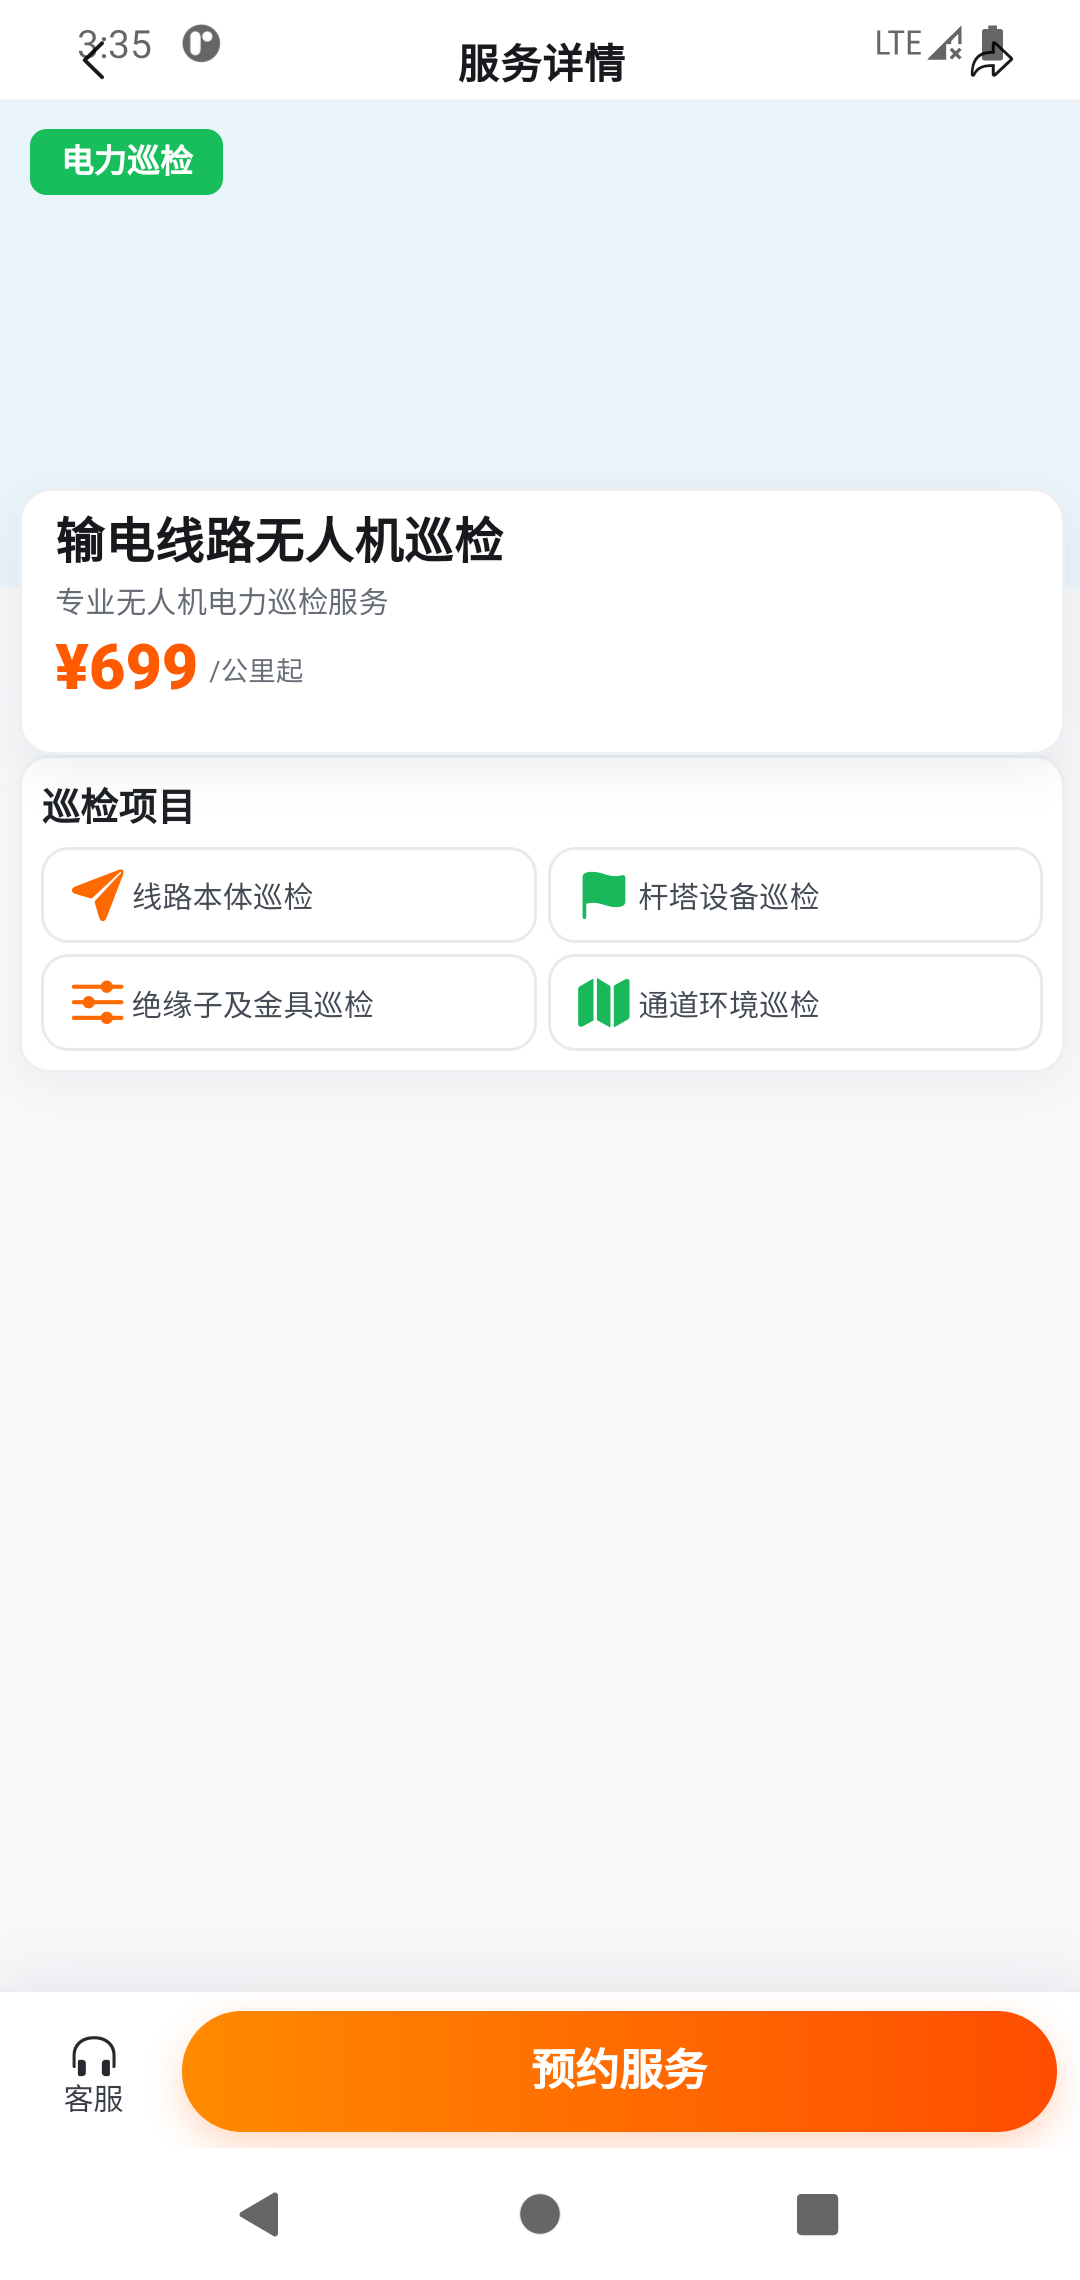 3:35
LTE
服务详情
电力巡检
输电线路无人机巡检
专业无人机电力巡检服务
¥699 /公里起
巡检项目
线路本体巡检
杆塔设备巡检
绝缘子及金具巡检
通道环境巡检
客服
预约服务